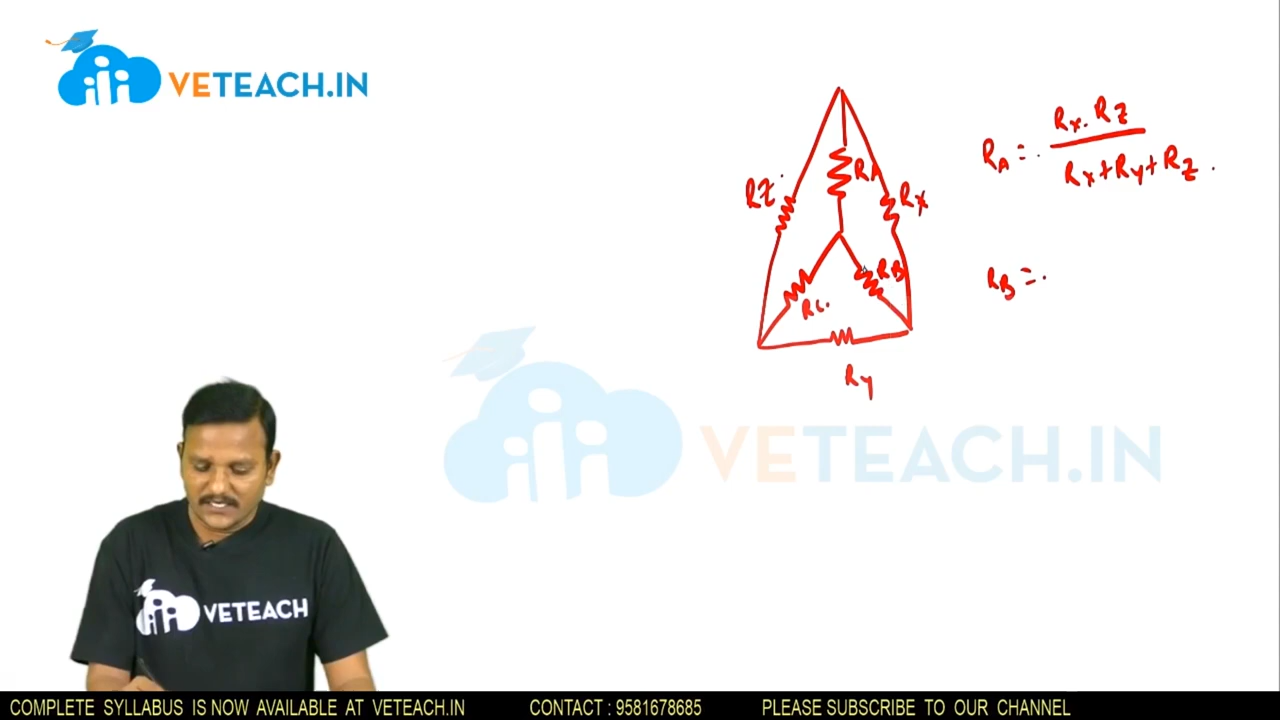 VETEACH.IN
RA = Rx. Rz / Rx+Ry+Rz.
RZ
RA
Rx
RB
RC.
Ry
RB =
VETEACH.IN
VETEACH
COMPLETE SYLLABUS IS NOW AVAILABLE AT VETEACH.IN CONTACT : 9581678685 PLEASE SUBSCRIBE TO OUR CHANNEL